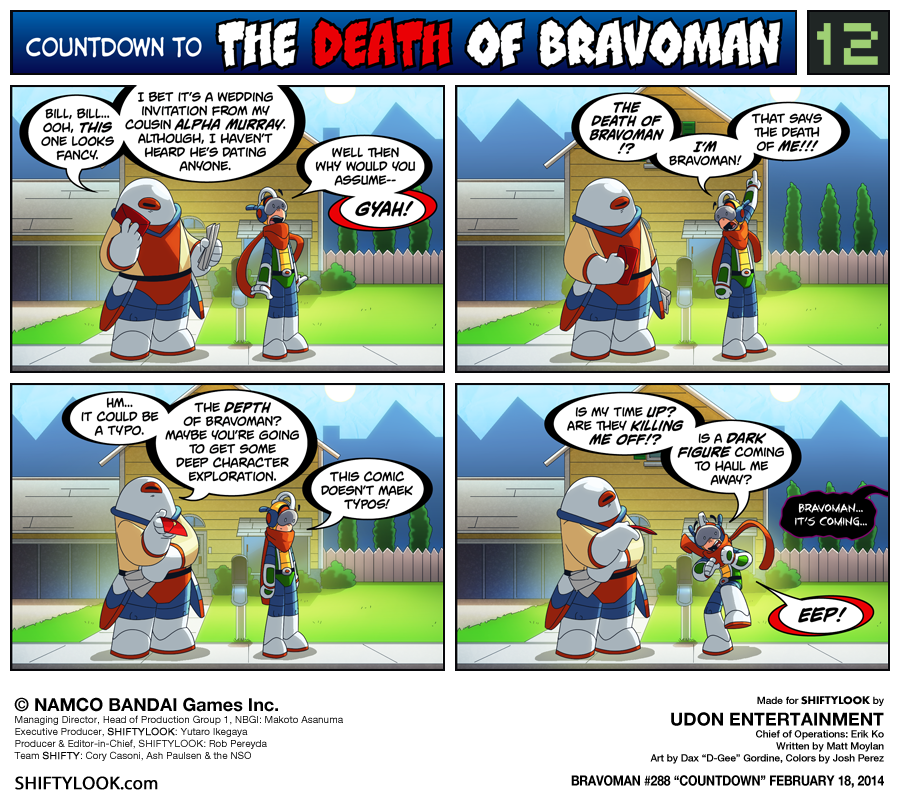 COUNTDOWN TO THE DEATH OF BRAVOMAN 12
BILL, BILL...
OOH, THIS
ONE LOOKS
FANCY.
I BET IT'S A WEDDING
INVITATION FROM MY
COUSIN ALPHA MURRAY.
ALTHOUGH, I HAVEN'T
HEARD HE'S DATING
ANYONE.
WELL THEN
WHY WOULD YOU
ASSUME--
GYAH!
THE
DEATH OF
BRAVOMAN
!?
I'M
BRAVOMAN!
THAT SAYS
THE DEATH
OF ME!!!
HM...
IT COULD BE
A TYPO.
THE DEPTH
OF BRAVOMAN?
MAYBE YOU'RE GOING
TO GET SOME
DEEP CHARACTER
EXPLORATION.
THIS COMIC
DOESN'T MAEK
TYPOS!
IS MY TIME UP?
ARE THEY KILLING
ME OFF!?
IS A DARK
FIGURE COMING
TO HAUL ME
AWAY?
BRAVOMAN...
IT'S COMING...
EEP!
© NAMCO BANDAI Games Inc.
Managing Director, Head of Production Group 1, NBGI: Makoto Asanuma
Executive Producer, SHIFTYLOOK: Yutaro Ikegaya
Producer & Editor-in-Chief, SHIFTYLOOK: Rob Pereyda
Team SHIFTY: Cory Casoni, Ash Paulsen & the NSO
SHIFTYLOOK.com
Made for SHIFTYLOOK by
UDON ENTERTAINMENT
Chief of Operations: Erik Ko
Written by Matt Moylan
Art by Dax "D-Gee" Gordine, Colors by Josh Perez
BRAVOMAN #288 "COUNTDOWN" FEBRUARY 18, 2014